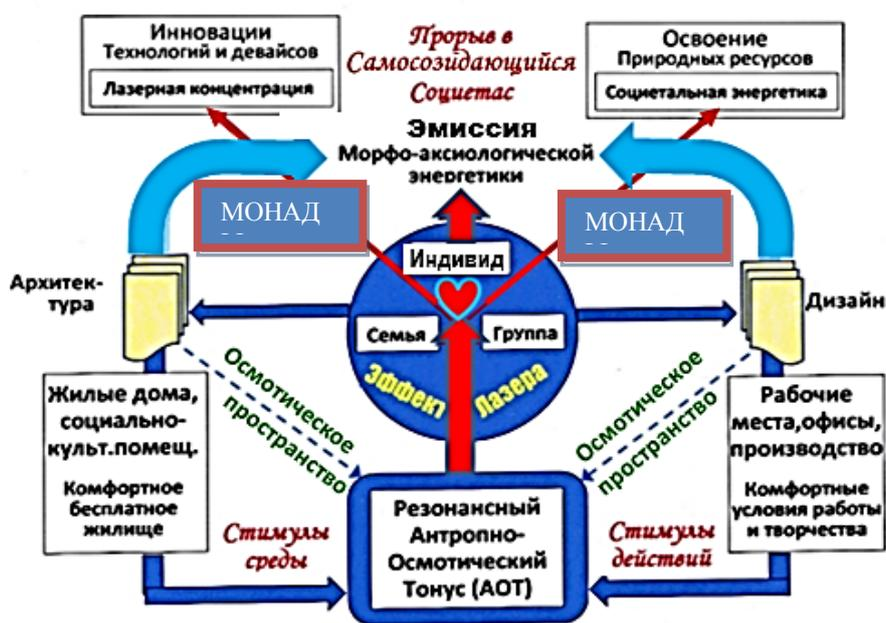 Инновации
Технологий и девайсов
Лазерная концентрация
Прорыв в
Самосозидающийся
Социетас
Освоение
Природных ресурсов
Социетальная энергетика
Эмиссия
Морфо-аксиологической
энергетики
МОНАД
МОНАД
Индивид
Семья
Группа
Эффект Лазера
Архитек-
тура
Дизайн
Осмотическое
пространство
Осмотическое
пространство
Жилые дома,
социально-
культ.помещ.
Комфортное
бесплатное
жилище
Рабочие
места,офисы,
производство
Комфортные
условия работы
и творчества
Стимулы
среды
Резонансный
Антропно-
Осмотический
Тонус (АОТ)
Стимулы
действий